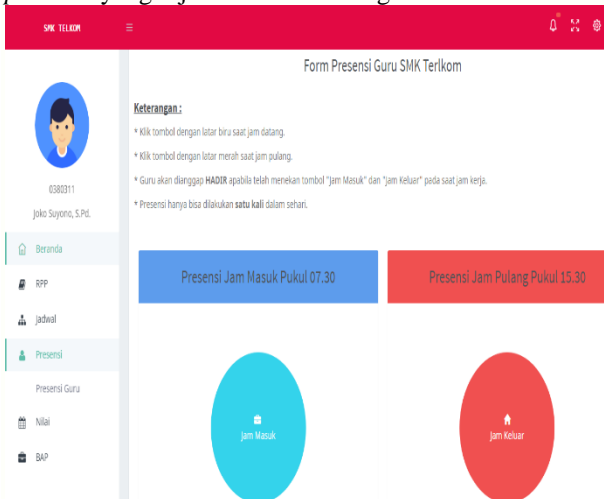 SMK TELKOM
Form Presensi Guru SMK Terlkom
Keterangan :
* Klik tombol dengan latar biru saat jam datang.
* Klik tombol dengan latar merah saat jam pulang.
* Guru akan dianggap HADIR apabila telah menekan tombol "Jam Masuk" dan "Jam Keluar" pada saat jam kerja.
* Presensi hanya bisa dilakukan satu kali dalam sehari.
0380311
Joko Suyono, S.Pd.
Beranda
RPP
Jadwal
Presensi
Presensi Guru
Nilai
BAP
Presensi Jam Masuk Pukul 07.30
Presensi Jam Pulang Pukul 15.30
Jam Masuk
Jam Keluar